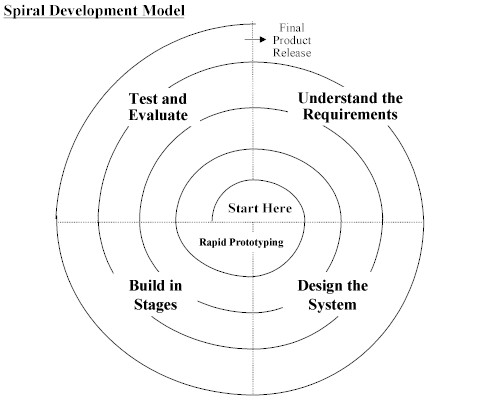 Spiral Development Model
Final
Product
Release
Test and
Evaluate
Understand the
Requirements
Start Here
Rapid Prototyping
Build in
Stages
Design the
System